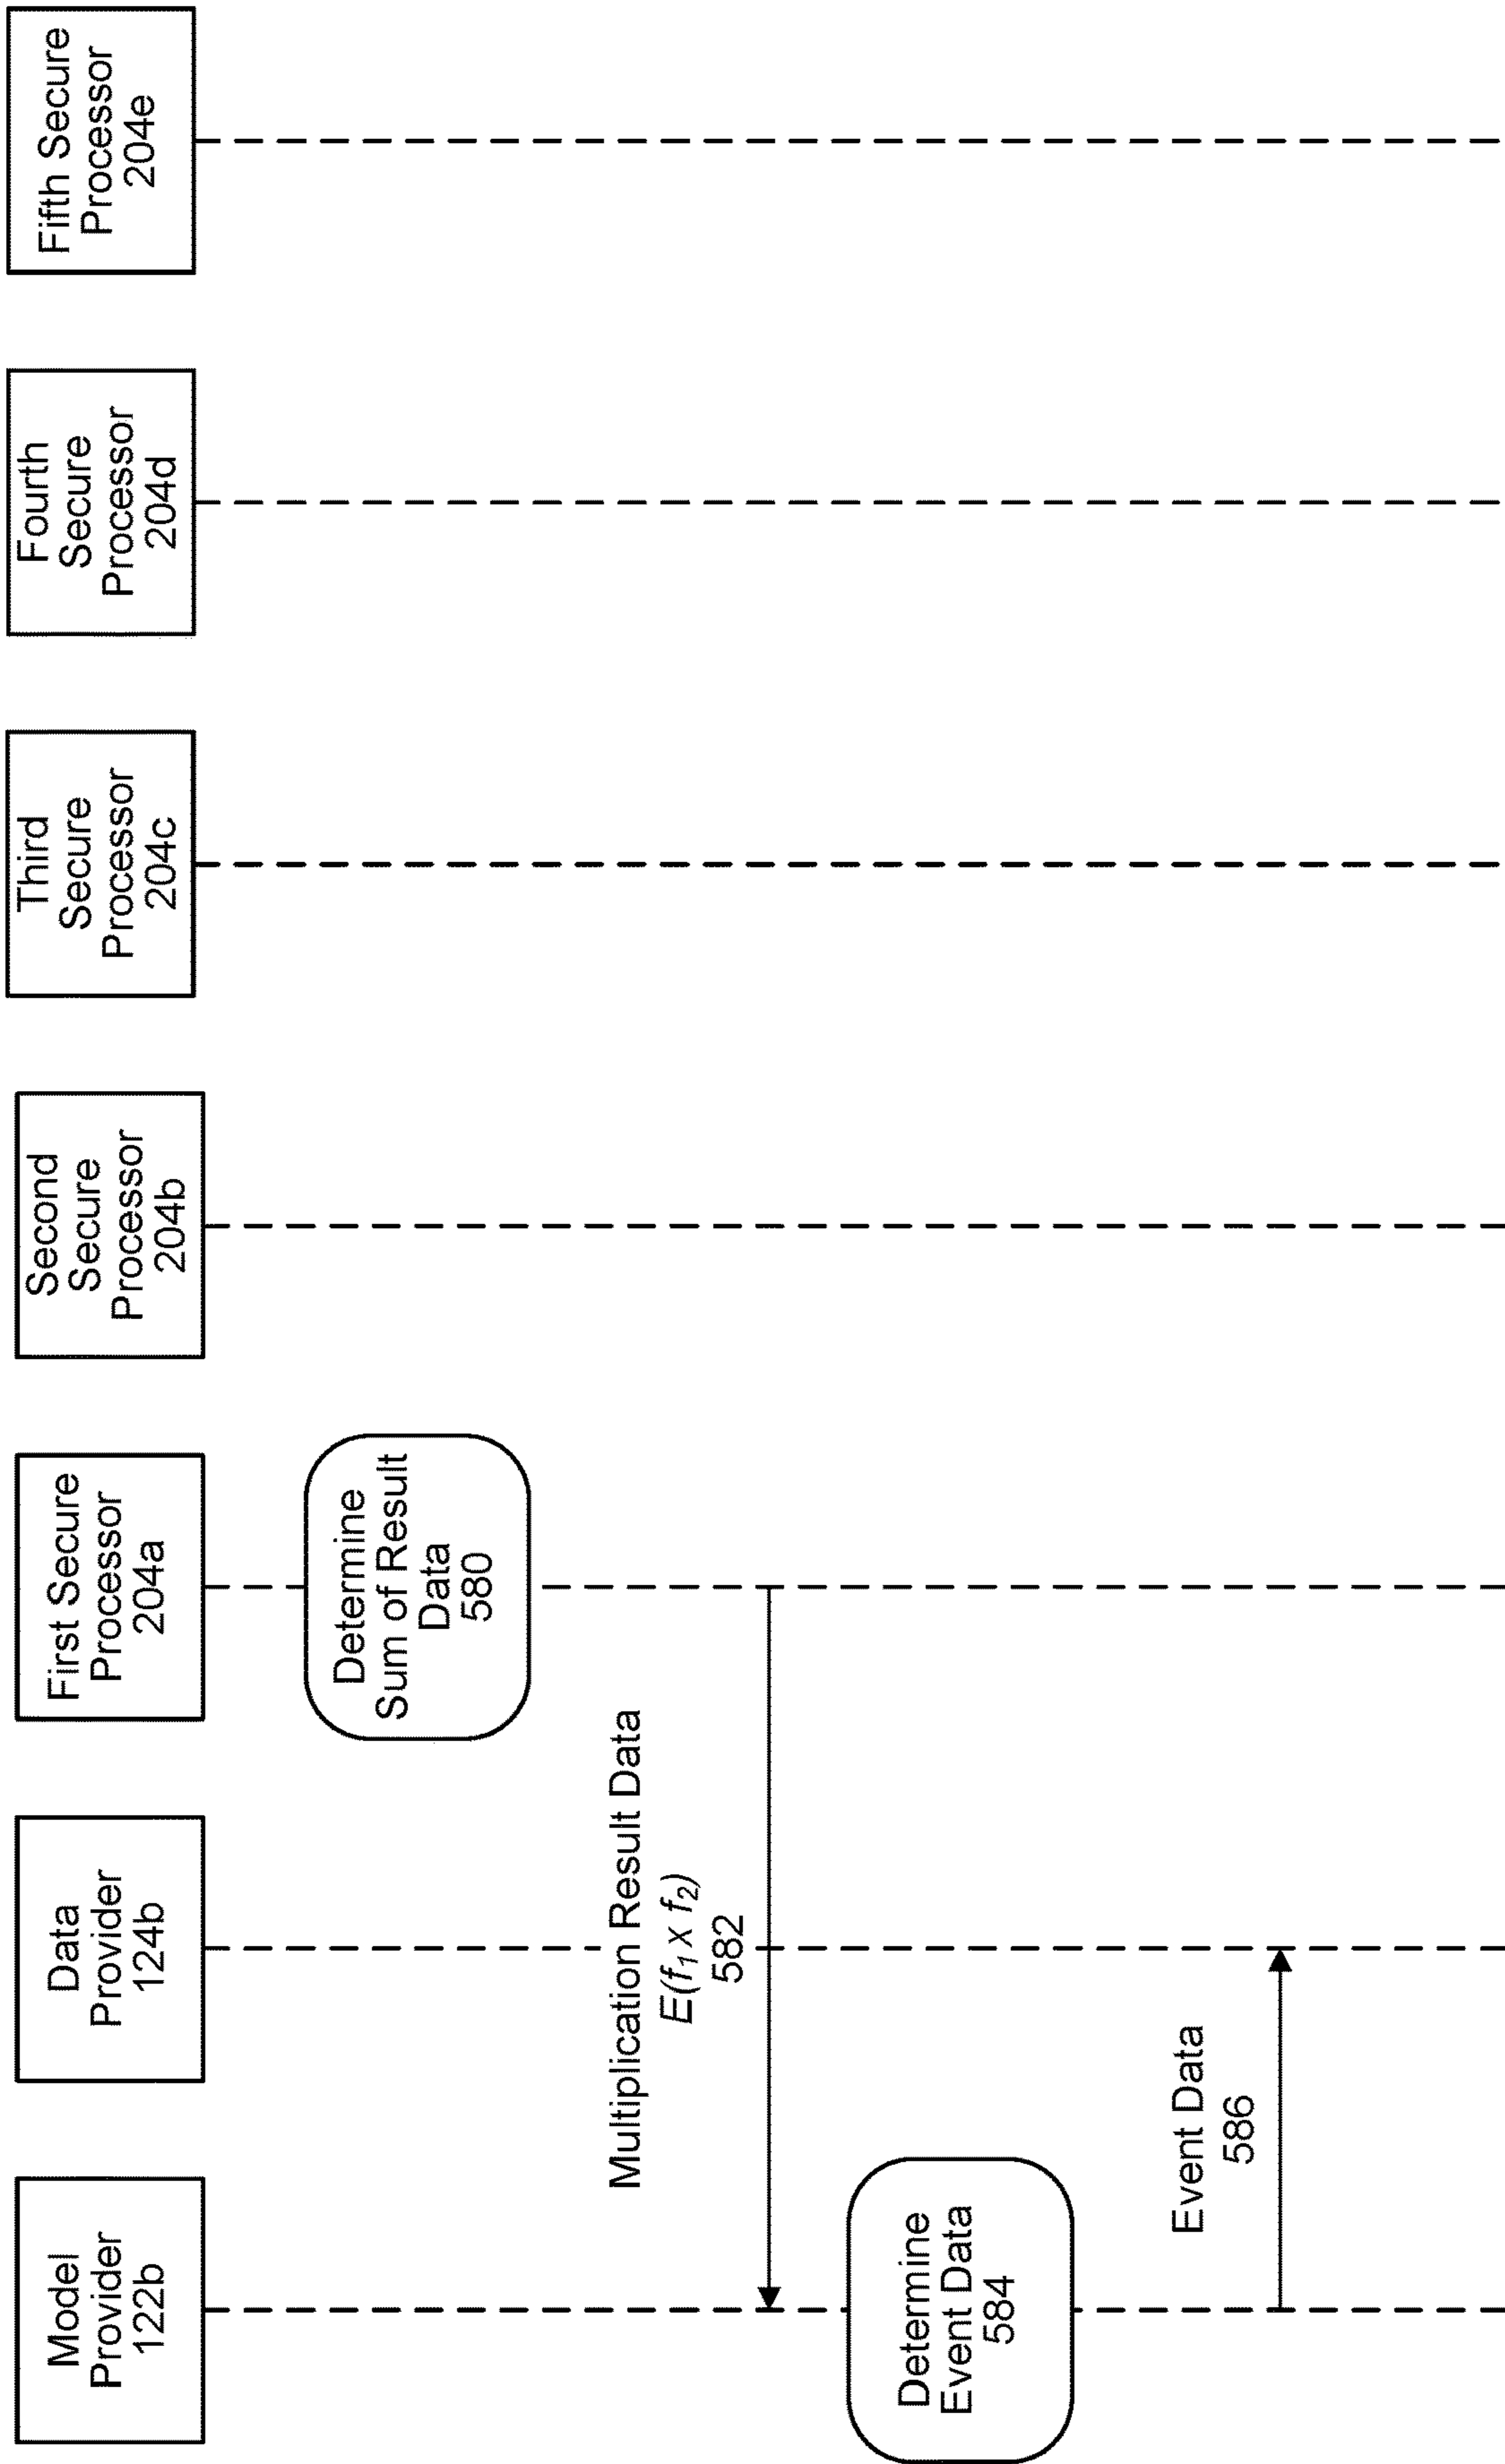 Model
Provider
122b
Data
Provider
124b
First Secure
Processor
204a
Second
Secure
Processor
204b
Third
Secure
Processor
204c
Fourth
Secure
Processor
204d
Fifth Secure
Processor
204e
Determine
Sum of Result
Data
580
Multiplication Result Data
E(f₁ x f₂)
582
Determine
Event Data
584
Event Data
586